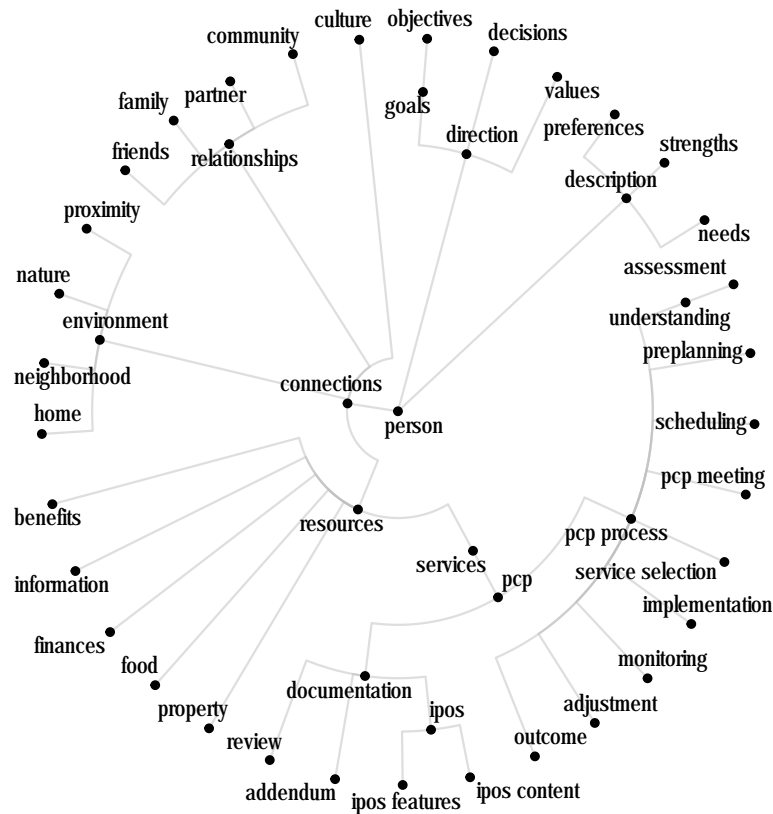 culture
objectives
community
decisions
partner
values
family
goals
preferences
direction
strengths
friends
relationships
description
proximity
needs
nature
assessment
environment
understanding
preplanning
neighborhood
connections
home
person
scheduling
pcp meeting
benefits
resources
pcp process
services
service selection
information
pcp
implementation
finances
food
documentation
monitoring
property
ipos
adjustment
review
outcome
addendum
ipos features
ipos content